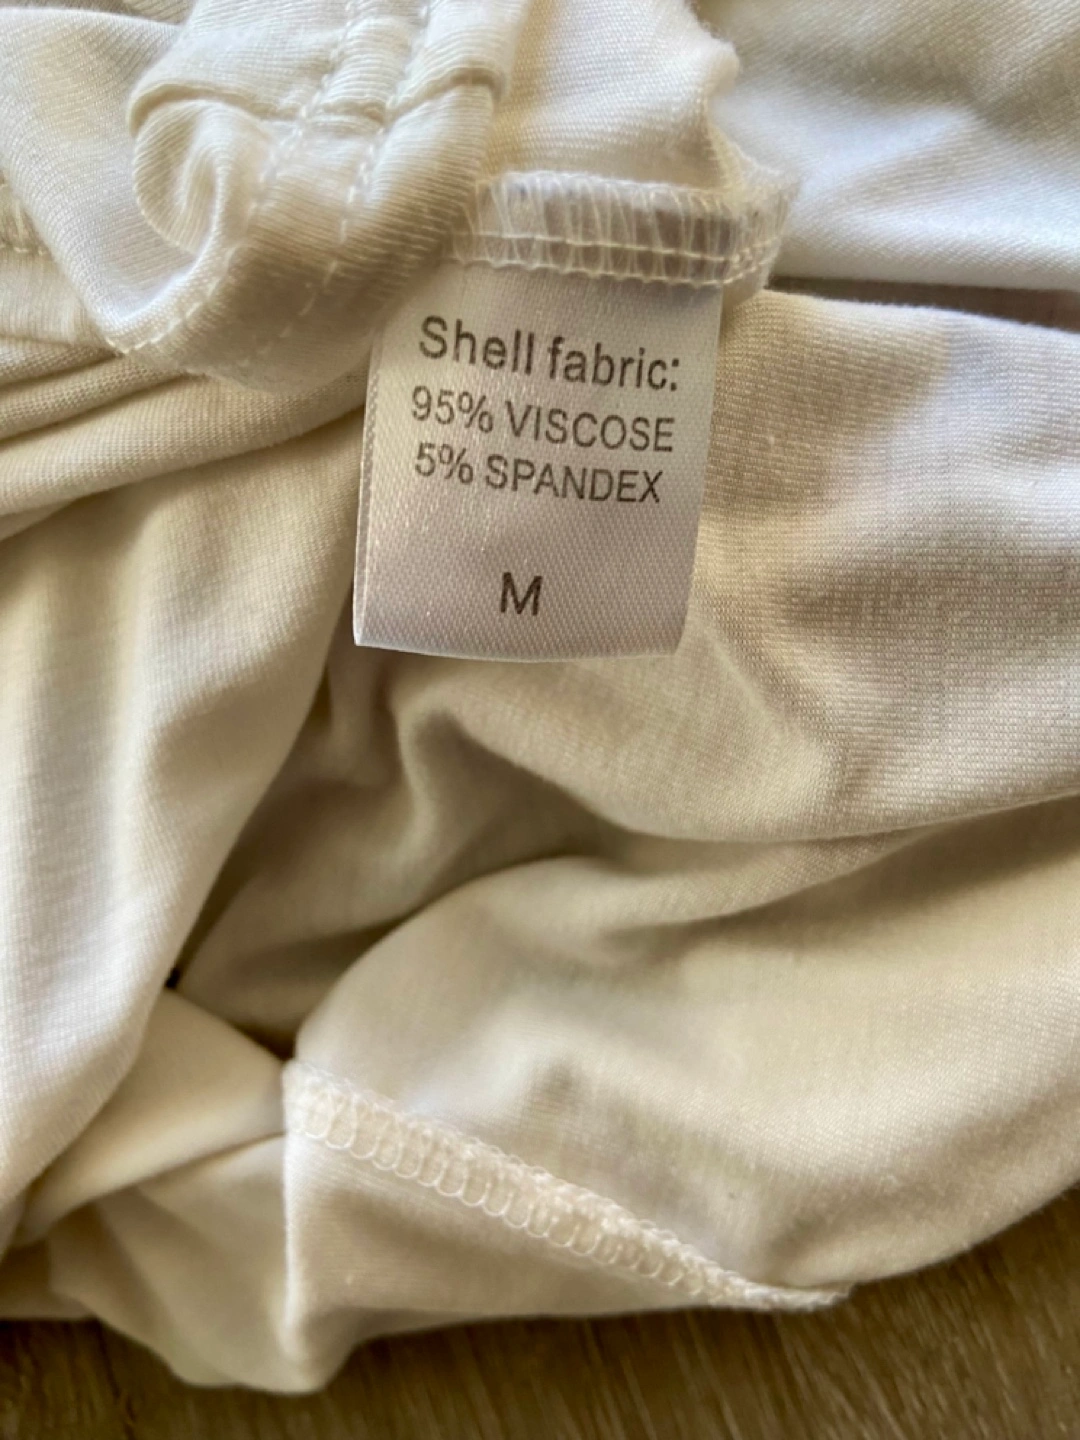 Shell fabric:
95% VISCOSE
5% SPANDEX
M